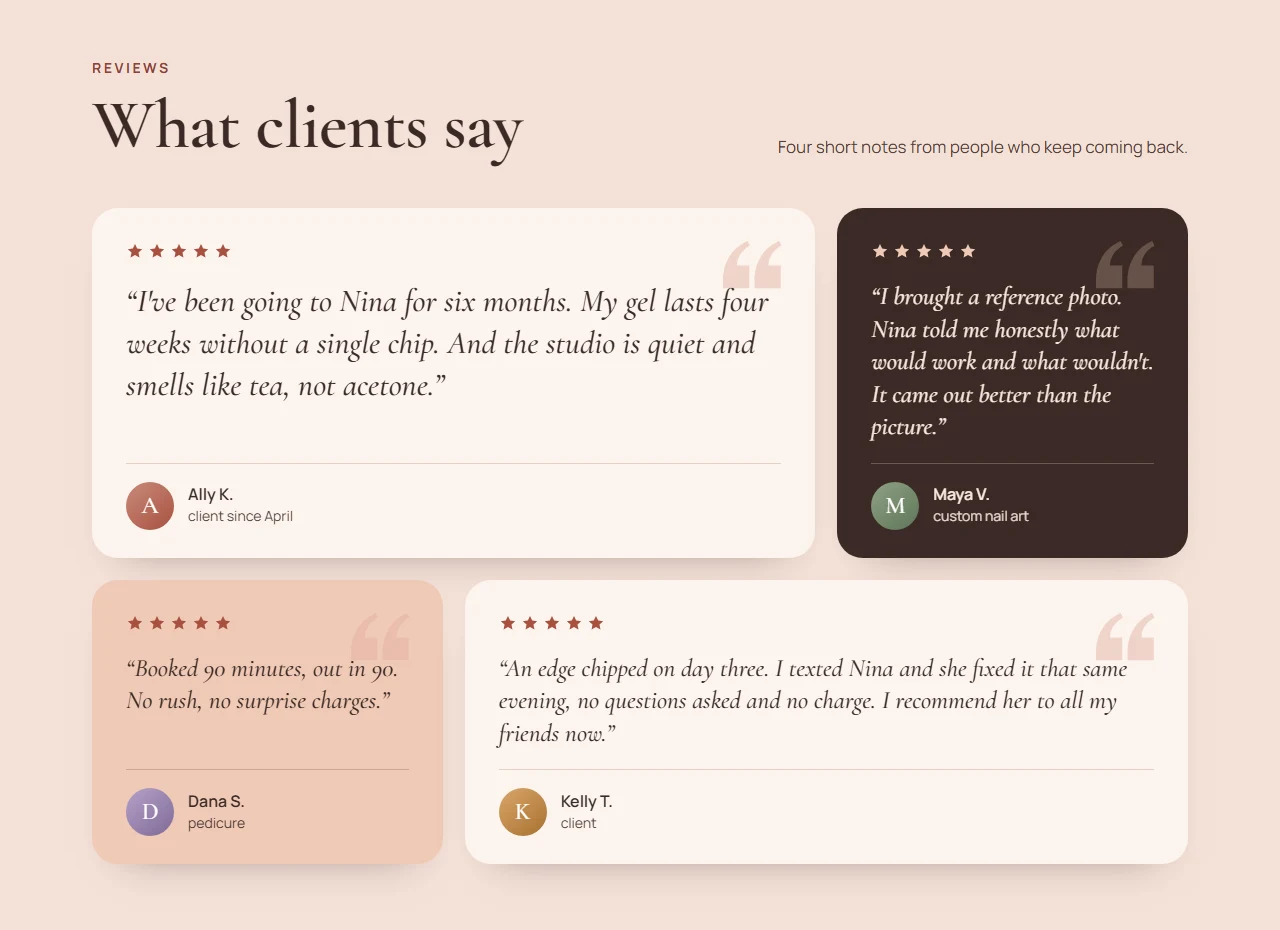 REVIEWS
What clients say
Four short notes from people who keep coming back.
“I've been going to Nina for six months. My gel lasts four
weeks without a single chip. And the studio is quiet and
smells like tea, not acetone.”
A
Ally K.
client since April
“I brought a reference photo.
Nina told me honestly what
would work and what wouldn't.
It came out better than the
picture.”
M
Maya V.
custom nail art
“Booked 90 minutes, out in 90.
No rush, no surprise charges.”
D
Dana S.
pedicure
“An edge chipped on day three. I texted Nina and she fixed it that same
evening, no questions asked and no charge. I recommend her to all my
friends now.”
K
Kelly T.
client